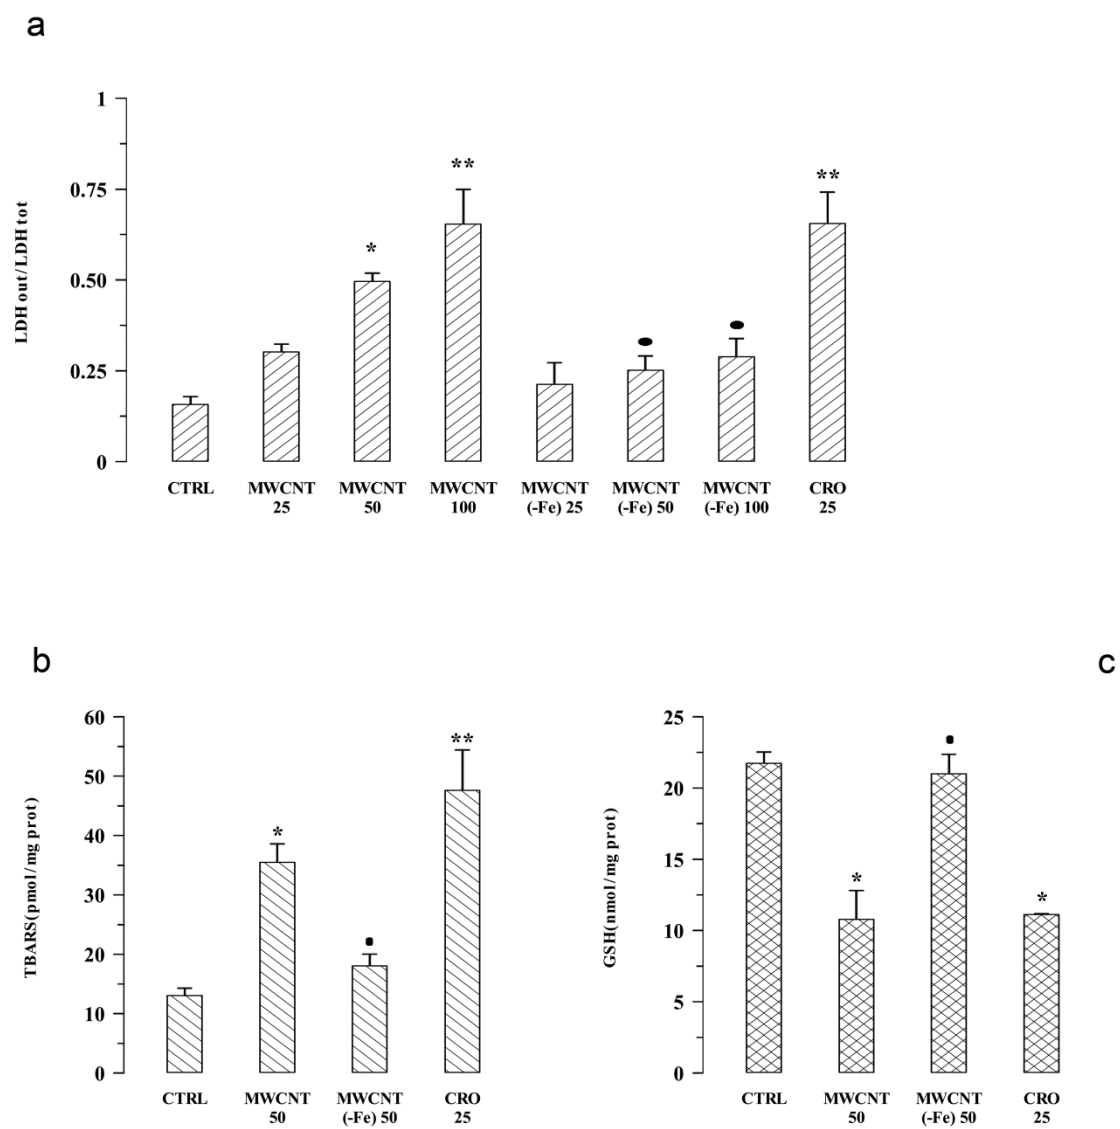 a
LDH out/LDH tot
1
0.75
0.50
0.25
0
**
*
**
CTRL
MWCNT
25
MWCNT
50
MWCNT
100
MWCNT
(-Fe) 25
MWCNT
(-Fe) 50
MWCNT
(-Fe) 100
CRO
25
b
TBARS(pmol/mg prot)
60
50
40
30
20
10
0
*
**
CTRL
MWCNT
50
MWCNT
(-Fe) 50
CRO
25
c
GSH(nmol/mg prot)
25
20
15
10
5
0
*
*
CTRL
MWCNT
50
MWCNT
(-Fe) 50
CRO
25